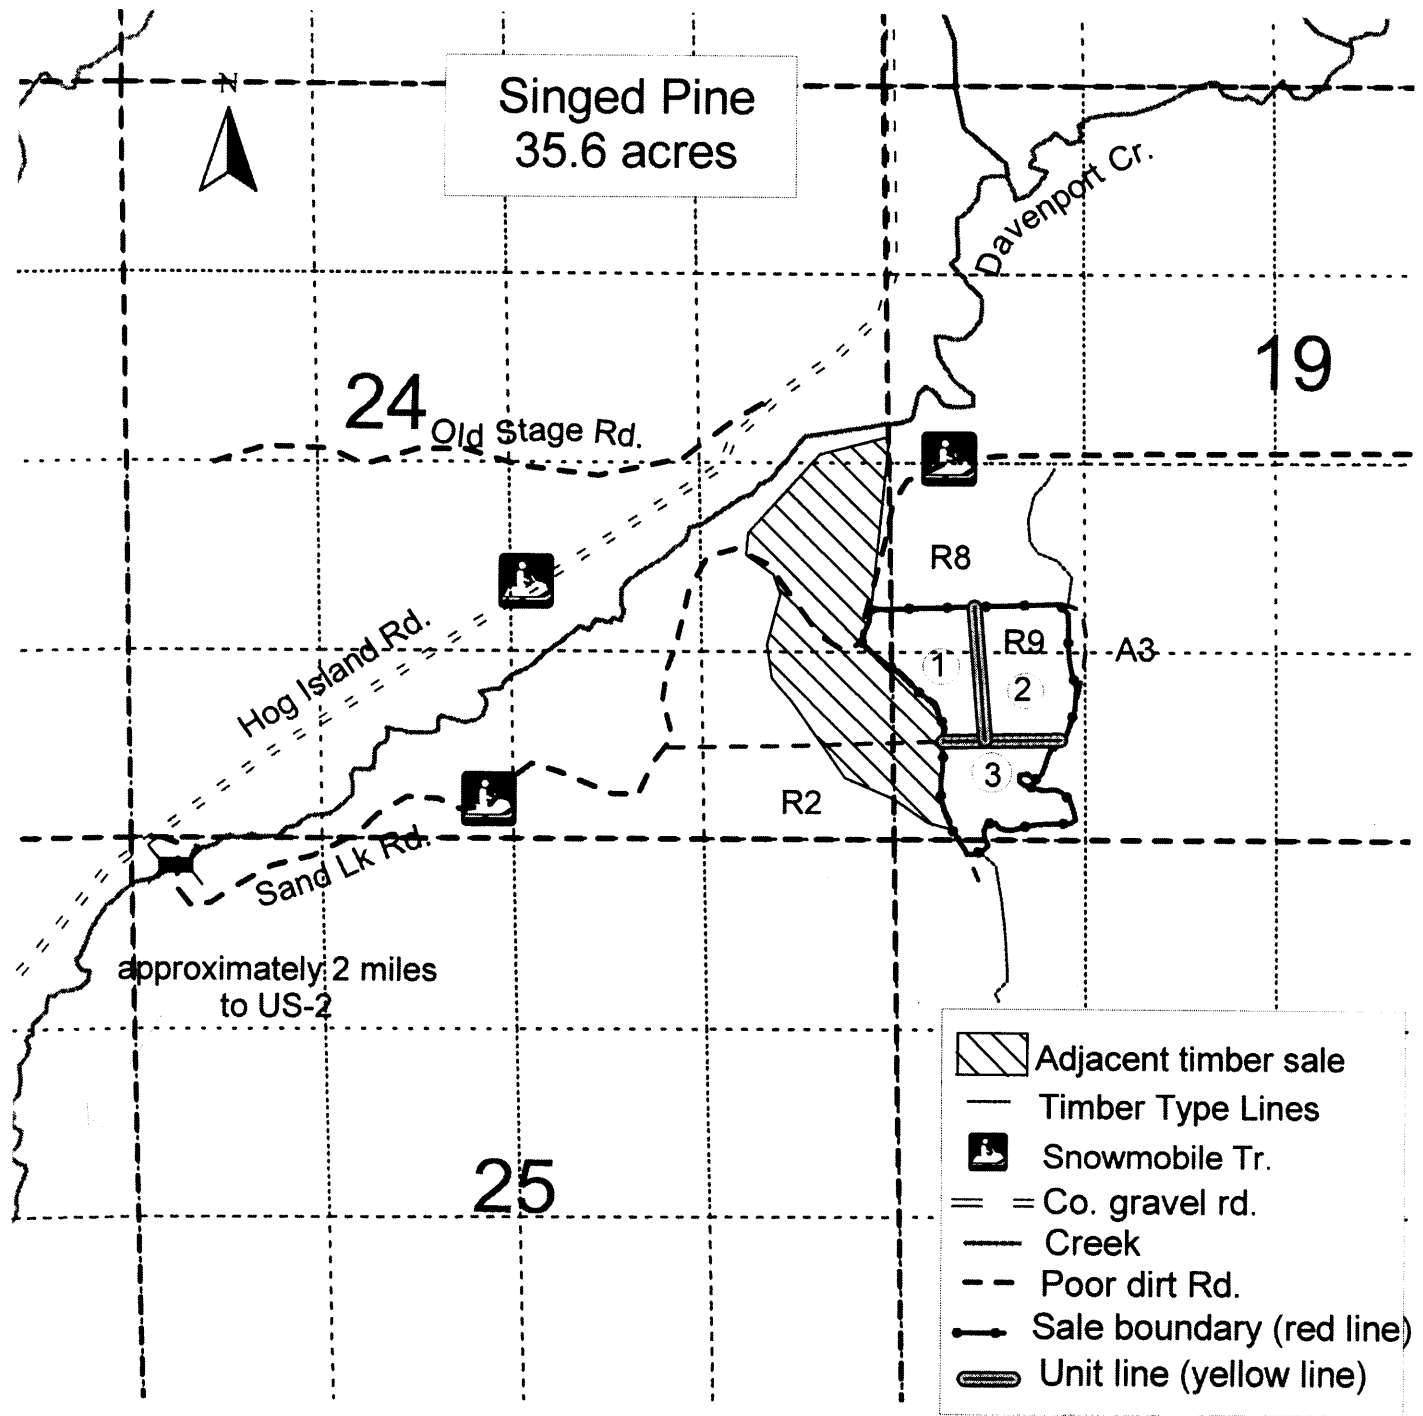 N
Singed Pine
35.6 acres
Davenport Cr.
24
19
Old Stage Rd.
R8
Hog Island Rd.
1
R9
A3
2
3
R2
Sand Lk Rd.
approximately 2 miles
to US-2
25
Adjacent timber sale
Timber Type Lines
Snowmobile Tr.
Co. gravel rd.
Creek
Poor dirt Rd.
Sale boundary (red line)
Unit line (yellow line)